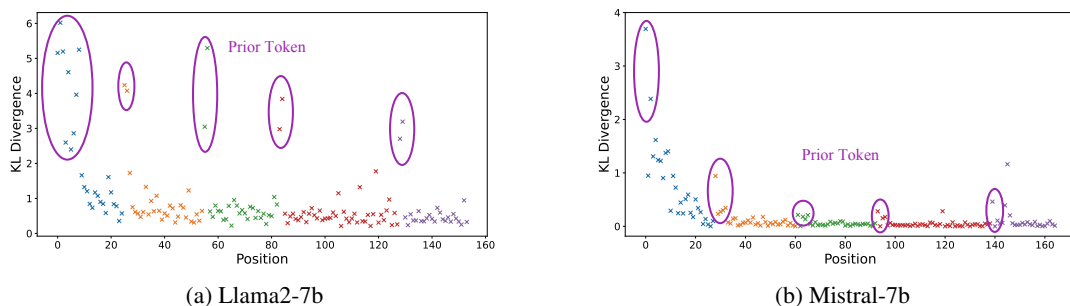 6
5
4
3
2
1
0
KL Divergence
Prior Token
0 20 40 60 80 100 120 140 160
Position
(a) Llama2-7b
4
3
2
1
0
KL Divergence
Prior Token
0 20 40 60 80 100 120 140 160
Position
(b) Mistral-7b